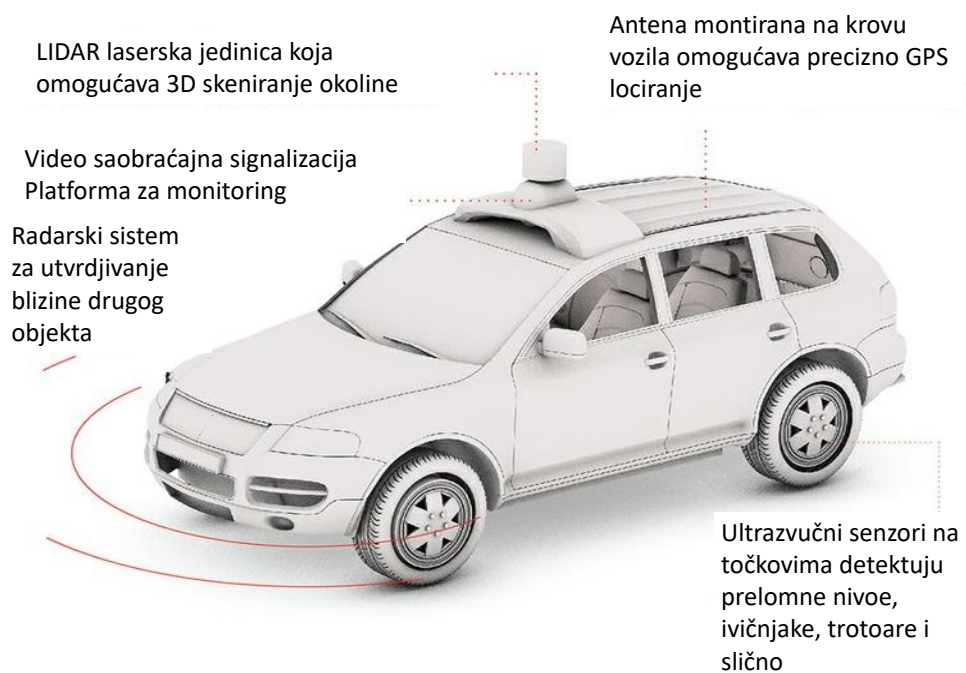 LIDAR laserska jedinica koja
omogućava 3D skeniranje okoline
Antena montirana na krovu
vozila omogućava precizno GPS
lociranje
Video saobraćajna signalizacija
Platforma za monitoring
Radarski sistem
za utvrdjivanje
blizine drugog
objekta
Ultrazvučni senzori na
točkovima detektuju
prelomne nivoe,
ivičnjake, trotoare i
slično